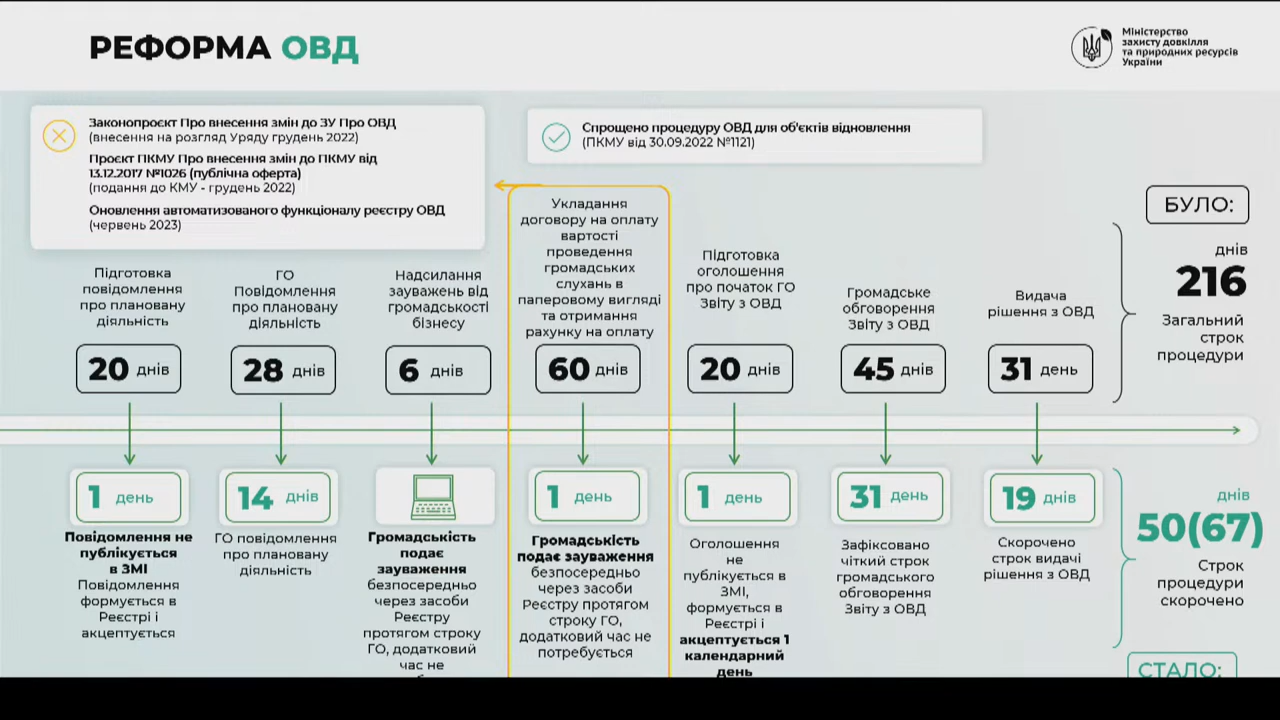 РЕФОРМА ОВД
Міністерство
захисту довкілля
та природних ресурсів
України
Законопроєкт Про внесення змін до ЗУ Про ОВД
(внесення на розгляд Уряду грудень 2022)
Проєкт ПКМУ Про внесення змін до ПКМУ від
13.12.2017 №1026 (публічна оферта)
(подання до КМУ - грудень 2022)
Оновлення автоматизованого функціоналу реєстру ОВД
(червень 2023)
Спрощено процедуру ОВД для об'єктів відновлення
(ПКМУ від 30.09.2022 №1121)
Підготовка
повідомлення
про плановану
діяльність
20 днів
ГО
Повідомлення
про плановану
діяльність
28 днів
Надсилання
зауважень від
громадськості
бізнесу
6 днів
Укладання
договору на оплату
вартості
проведення
громадських
слухань в
паперовому вигляді
та отримання
рахунку на оплату
60 днів
Підготовка
оголошення
про початок ГО
Звіту з ОВД
20 днів
Громадське
обговорення
Звіту з ОВД
45 днів
Видача
рішення з ОВД
31 день
БУЛО:
днів
216
Загальний
строк
процедури
1 день
Повідомлення не
публікується
в ЗМІ
Повідомлення
формується в
Реєстрі і
акцептується
14 днів
ГО повідомлення
про плановану
діяльність
Громадськість
подає
зауваження
безпосередньо
через засоби
Реєстру
протягом строку
ГО, додатковий
час не
1 день
Громадськість
подає зауваження
безпосередньо
через засоби
Реєстру протягом
строку ГО,
додатковий час не
потребується
1 день
Оголошення
не
публікується в
ЗМІ,
формується в
Реєстрі і
акцептується 1
календарний
день
31 день
Зафіксовано
чіткий строк
громадського
обговорення
Звіту з ОВД
19 днів
Скорочено
строк видачі
рішення з ОВД
днів
50(67)
Строк
процедури
скорочено
СТАЛО: